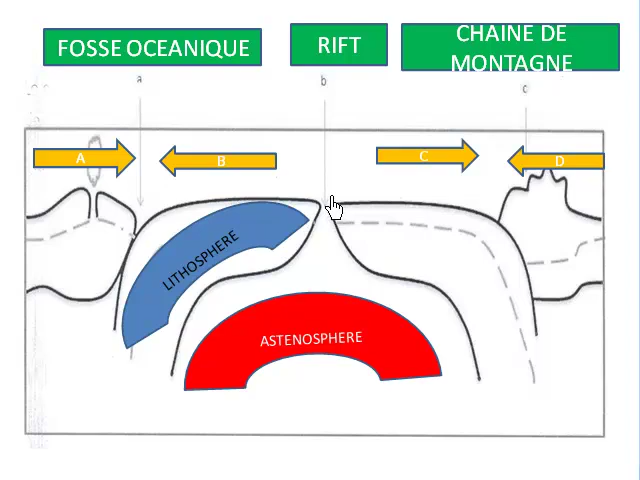 FOSSE OCEANIQUE
RIFT
CHAINE DE
MONTAGNE
a
b
c
A
B
C
D
LITHOSPHERE
ASTENOSPHERE